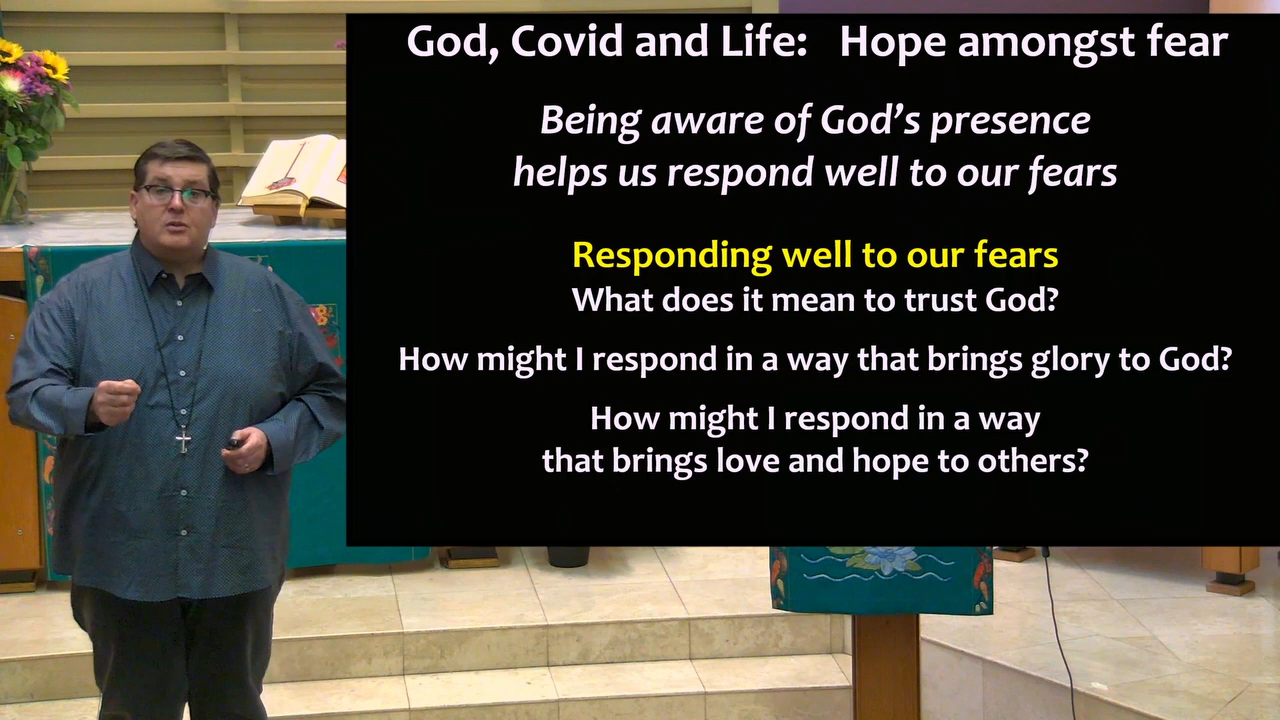 God, Covid and Life: Hope amongst fear
Being aware of God's presence
helps us respond well to our fears
Responding well to our fears
What does it mean to trust God?
How might I respond in a way that brings glory to God?
How might I respond in a way
that brings love and hope to others?